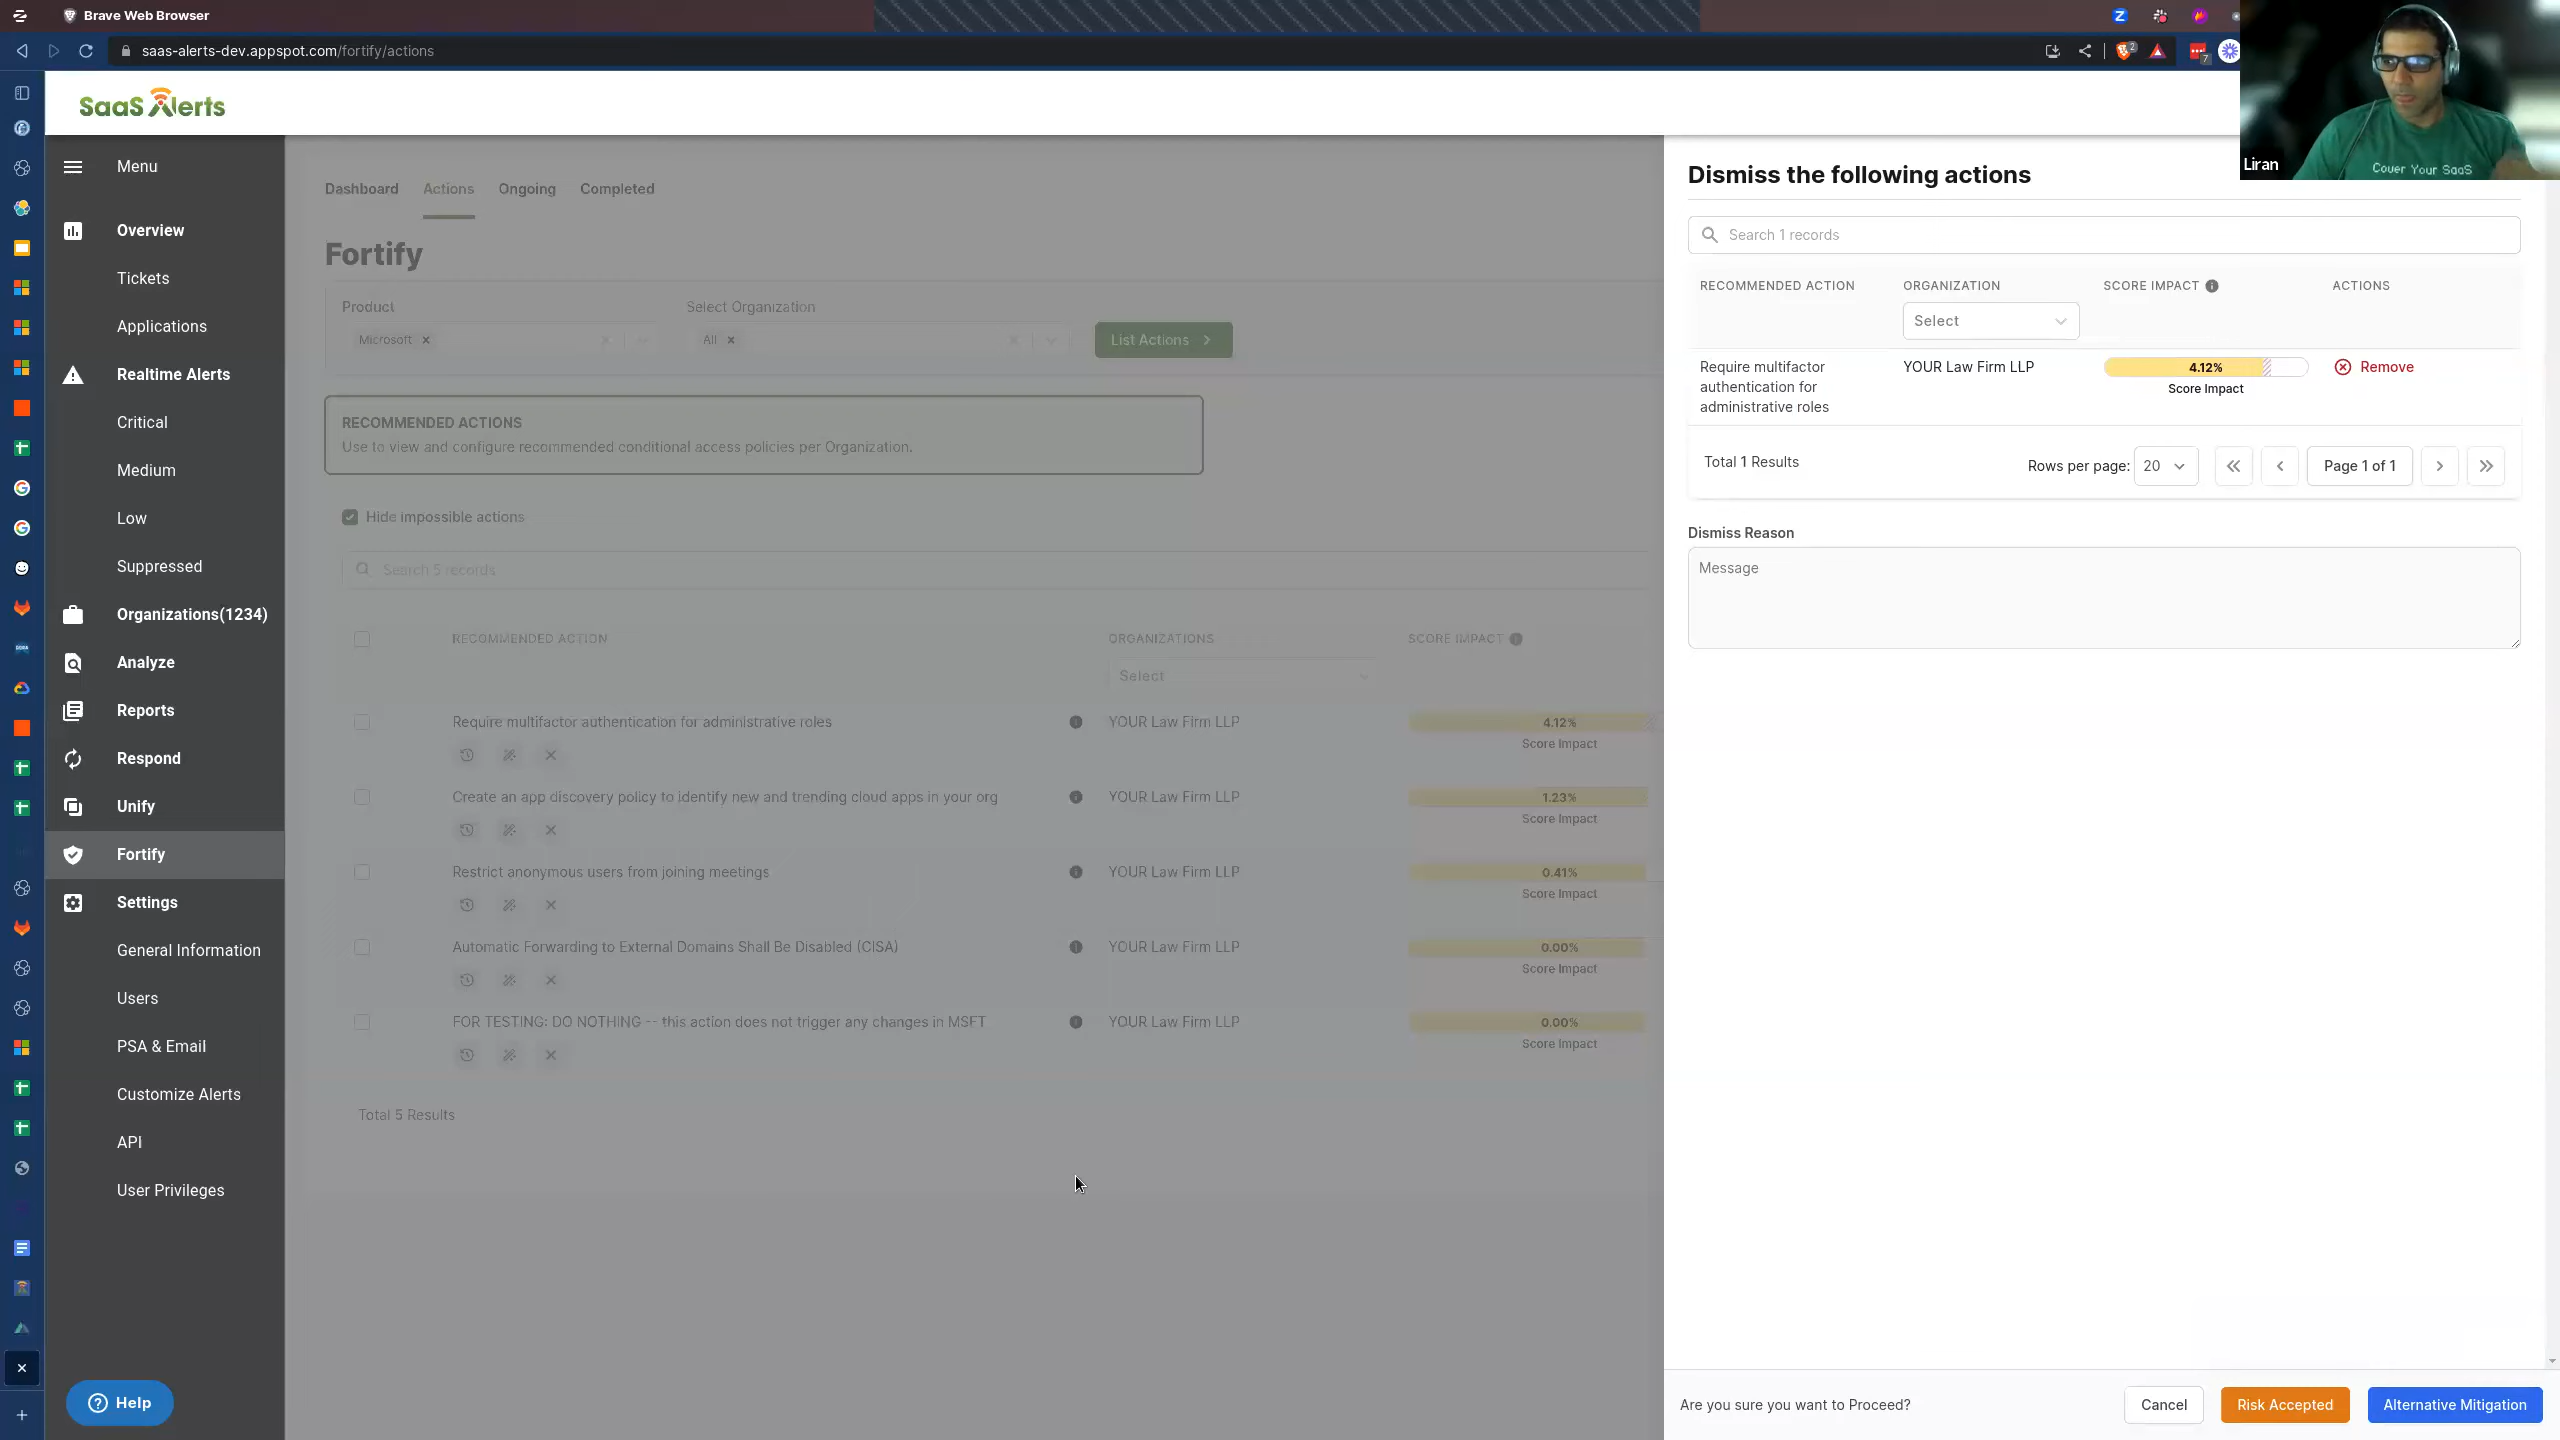 Brave Web Browser
saas-alerts-dev.appspot.com/fortify/actions
2
7
SaaS Alerts
Liran
Cover Your SaaS
Menu
Overview
Tickets
Applications
Realtime Alerts
Critical
Medium
Low
Suppressed
Organizations(1234)
Analyze
Reports
Respond
Unify
Fortify
Settings
General Information
Users
PSA & Email
Customize Alerts
API
User Privileges
Help
Dashboard Actions Ongoing Completed
Fortify
Product Select Organization
Microsoft All List Actions
RECOMMENDED ACTIONS
Use to view and configure recommended conditional access policies per Organization.
Hide impossible actions
Search 5 records
RECOMMENDED ACTION ORGANIZATIONS SCORE IMPACT
Select
Require multifactor authentication for administrative roles YOUR Law Firm LLP 4.12%
Score Impact
Create an app discovery policy to identify new and trending cloud apps in your org YOUR Law Firm LLP 1.23%
Score Impact
Restrict anonymous users from joining meetings YOUR Law Firm LLP 0.41%
Score Impact
Automatic Forwarding to External Domains Shall Be Disabled (CISA) YOUR Law Firm LLP 0.00%
Score Impact
FOR TESTING: DO NOTHING -- this action does not trigger any changes in MSFT YOUR Law Firm LLP 0.00%
Score Impact
Total 5 Results
Dismiss the following actions
Search 1 records
RECOMMENDED ACTION ORGANIZATION SCORE IMPACT ACTIONS
Select
Require multifactor YOUR Law Firm LLP 4.12% Remove
authentication for Score Impact
administrative roles
Total 1 Results Rows per page: 20 Page 1 of 1
Dismiss Reason
Message
Are you sure you want to Proceed? Cancel Risk Accepted Alternative Mitigation